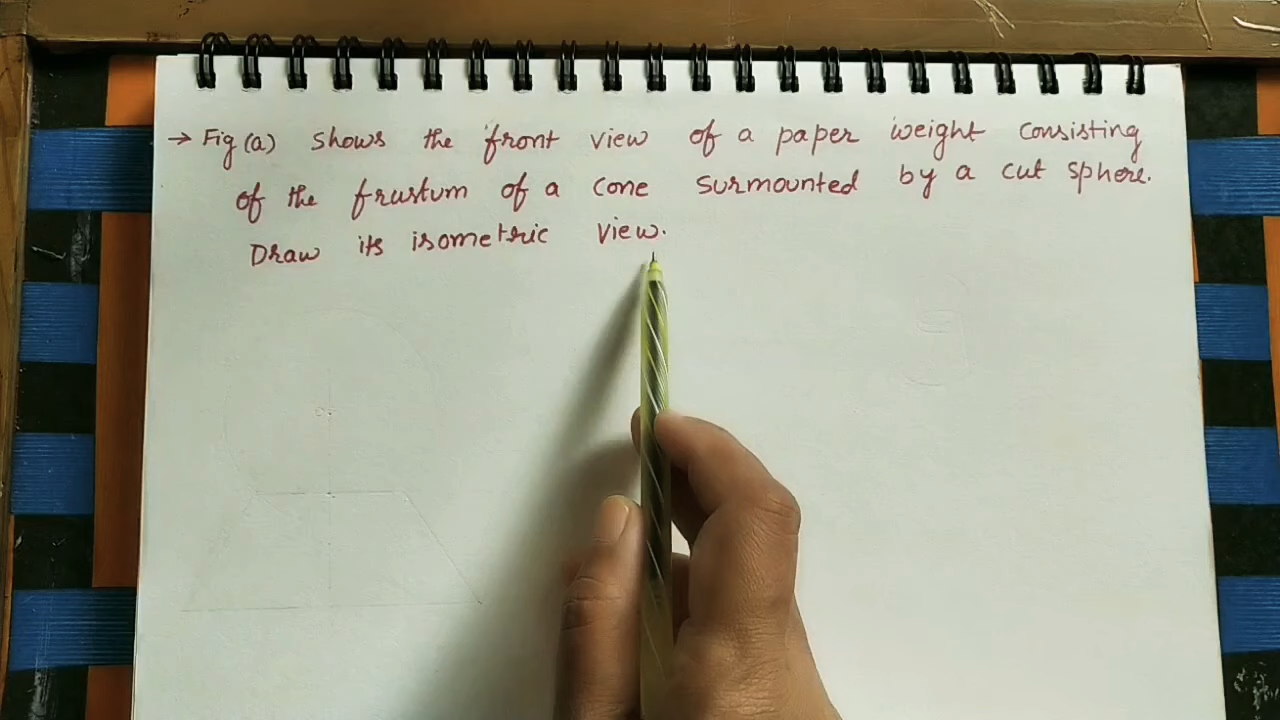 → Fig (a) shows the front view of a paper weight consisting
of the frustum of a cone surmounted by a cut sphere.
Draw its isometric view.